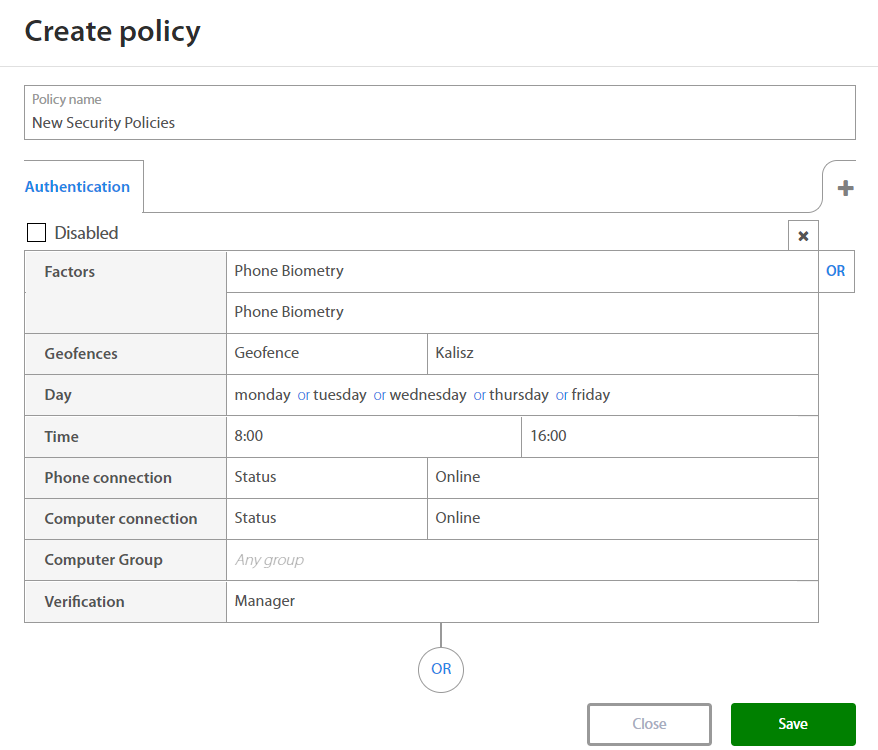 Create policy
Policy name
New Security Policies
Authentication
Disabled
Factors Phone Biometry OR
Phone Biometry
Geofences Geofence Kalisz
Day monday or tuesday or wednesday or thursday or friday
Time 8:00 16:00
Phone connection Status Online
Computer connection Status Online
Computer Group Any group
Verification Manager
OR
Close Save